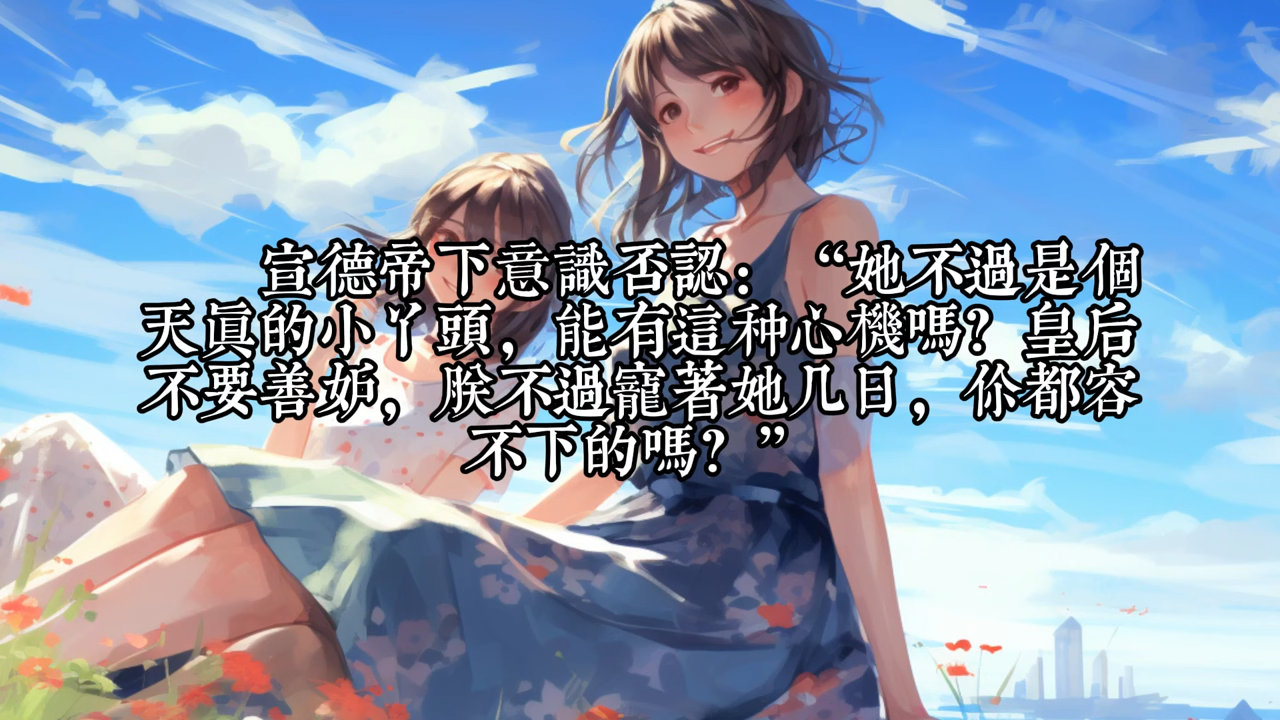 宣德帝下意識否認：“她不過是個
天眞的小丫頭，能有這种心機嗎？皇后
不要善妒，朕不過寵著她几日，伱都容
不下的嗎？”